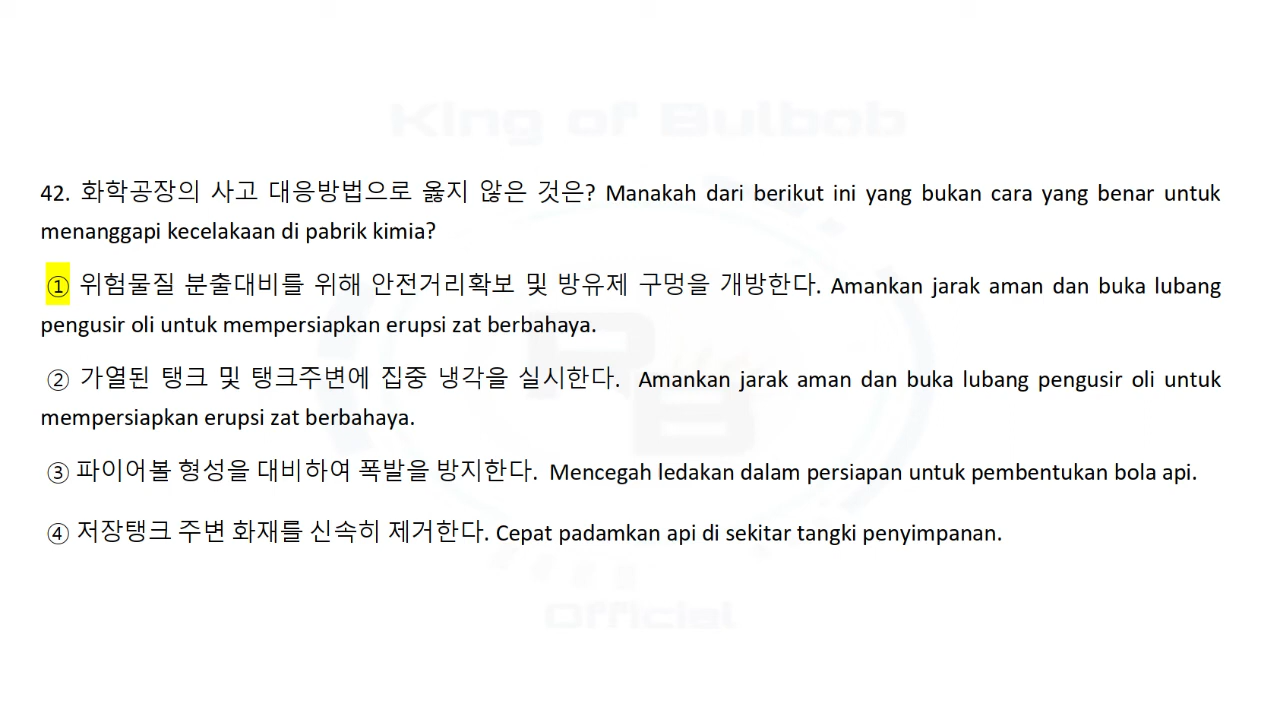 King of Bulbob
42. 화학공장의 사고 대응방법으로 옳지 않은 것은? Manakah dari berikut ini yang bukan cara yang benar untuk
menanggapi kecelakaan di pabrik kimia?
① 위험물질 분출대비를 위해 안전거리확보 및 방유제 구멍을 개방한다. Amankan jarak aman dan buka lubang
pengusir oli untuk mempersiapkan erupsi zat berbahaya.
② 가열된 탱크 및 탱크주변에 집중 냉각을 실시한다. Amankan jarak aman dan buka lubang pengusir oli untuk
mempersiapkan erupsi zat berbahaya.
③ 파이어볼 형성을 대비하여 폭발을 방지한다. Mencegah ledakan dalam persiapan untuk pembentukan bola api.
④ 저장탱크 주변 화재를 신속히 제거한다. Cepat padamkan api di sekitar tangki penyimpanan.
Official